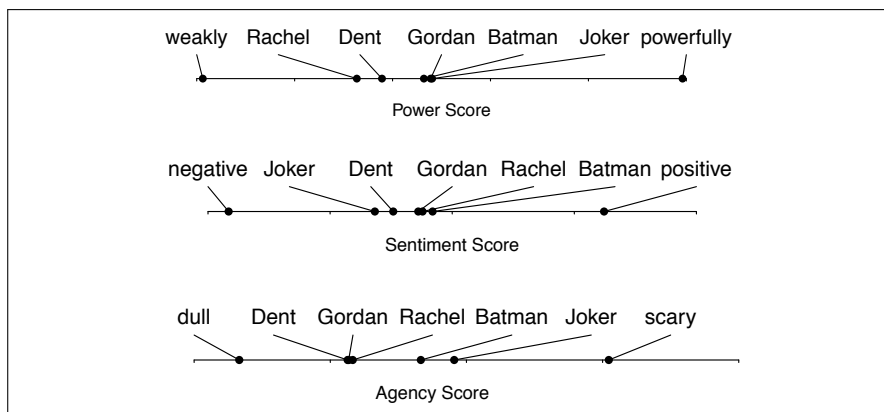 weakly Rachel Dent Gordan Batman Joker powerfully
Power Score
negative Joker Dent Gordan Rachel Batman positive
Sentiment Score
dull Dent Gordan Rachel Batman Joker scary
Agency Score